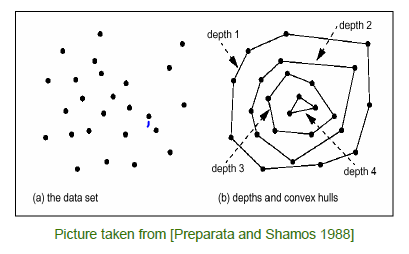 depth 1
depth 2
depth 3
depth 4
(a) the data set
(b) depths and convex hulls
Picture taken from [Preparata and Shamos 1988]